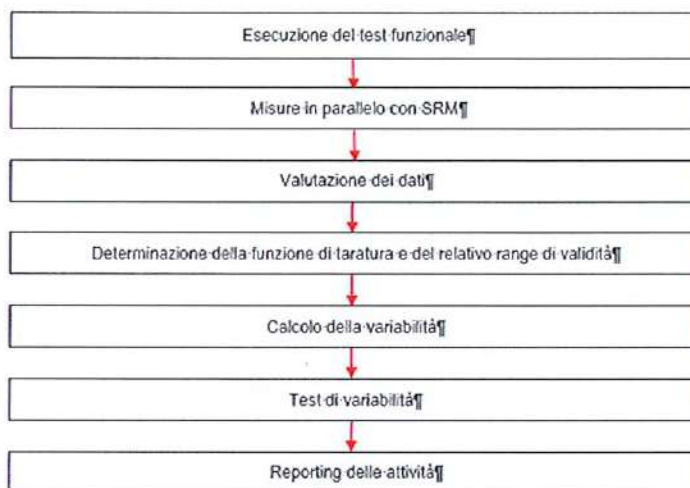 Esecuzione·del·test·funzionale¶
Misure·in·parallelo·con·SRM¶
Valutazione·dei·dati¶
Determinazione·della·funzione·di·taratura·e·del·relativo·range·di·validità¶
Calcolo·della·variabilità¶
Test·di·variabilità¶
Reporting·delle·attività¶